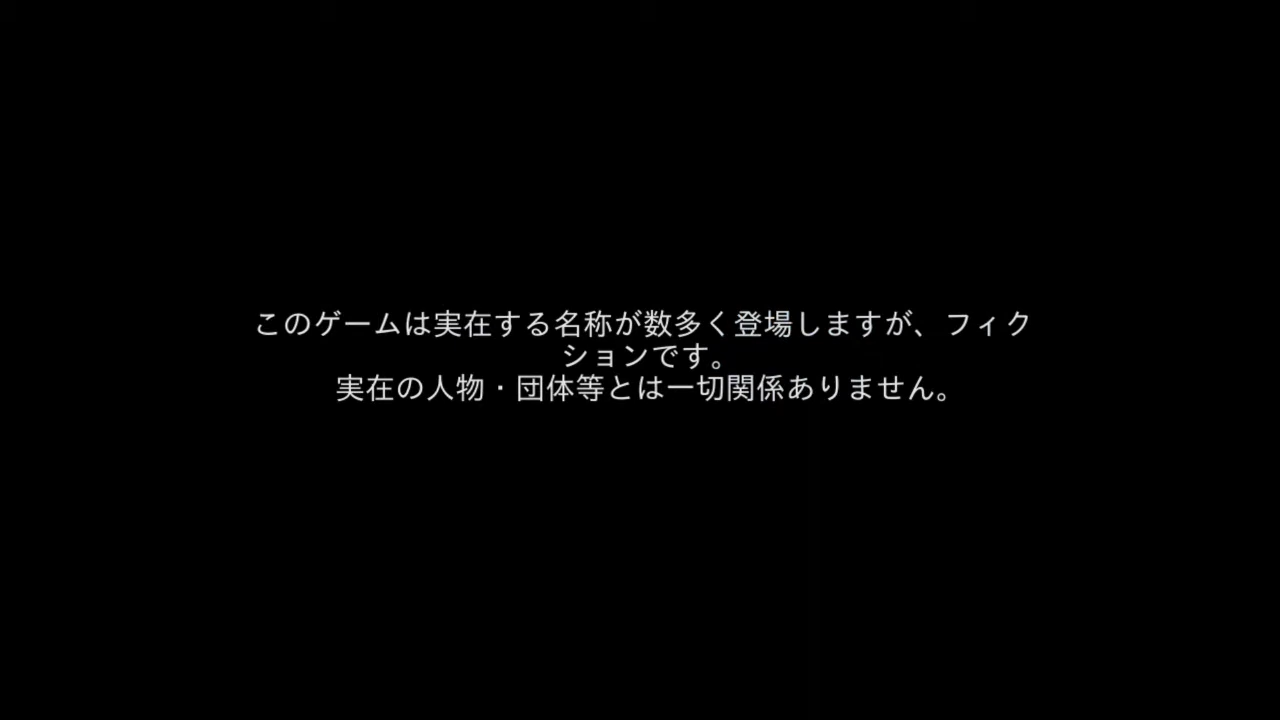 このゲームは実在する名称が数多く登場しますが、フィク
ションです。
実在の人物・団体等とは一切関係ありません。